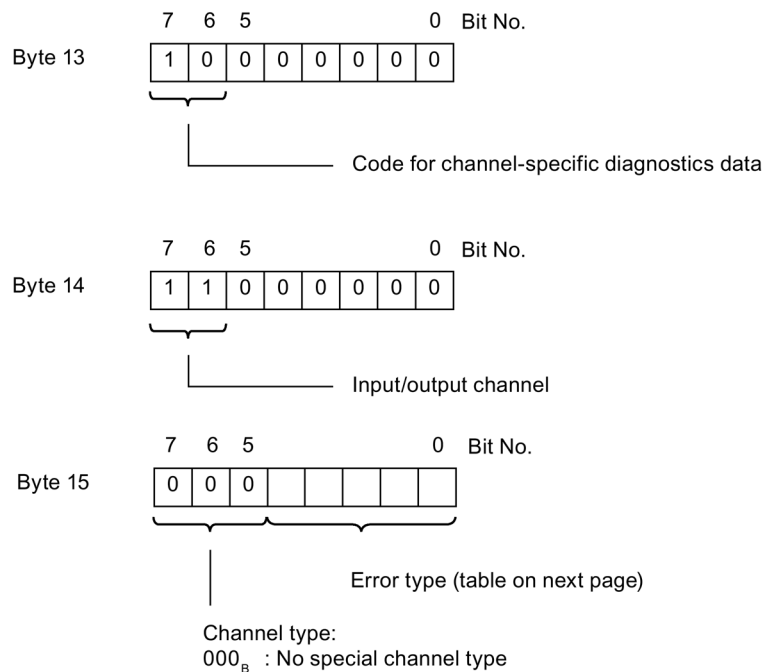 7 6 5 0 Bit No.
Byte 13 1 0 0 0 0 0 0 0
Code for channel-specific diagnostics data
7 6 5 0 Bit No.
Byte 14 1 1 0 0 0 0 0 0
Input/output channel
7 6 5 0 Bit No.
Byte 15 0 0 0
Error type (table on next page)
Channel type:
000B : No special channel type